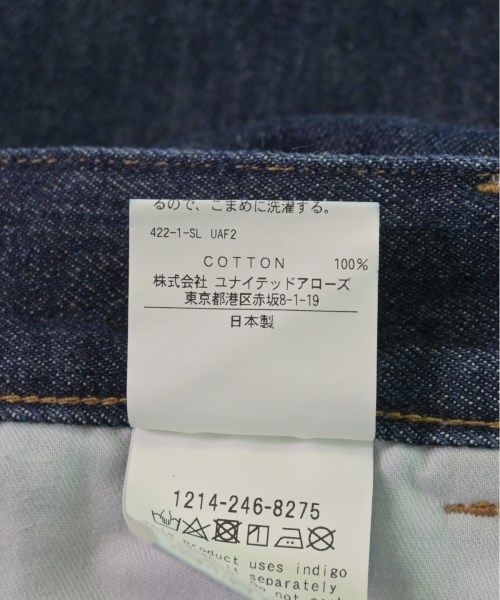 るので、こまめに洗濯する。
422-1-SL UAF2
COTTON 100%
株式会社 ユナイテッドアローズ
東京都港区赤坂8-1-19
日本製
1214-246-8275
product uses indigo
separately
Do not